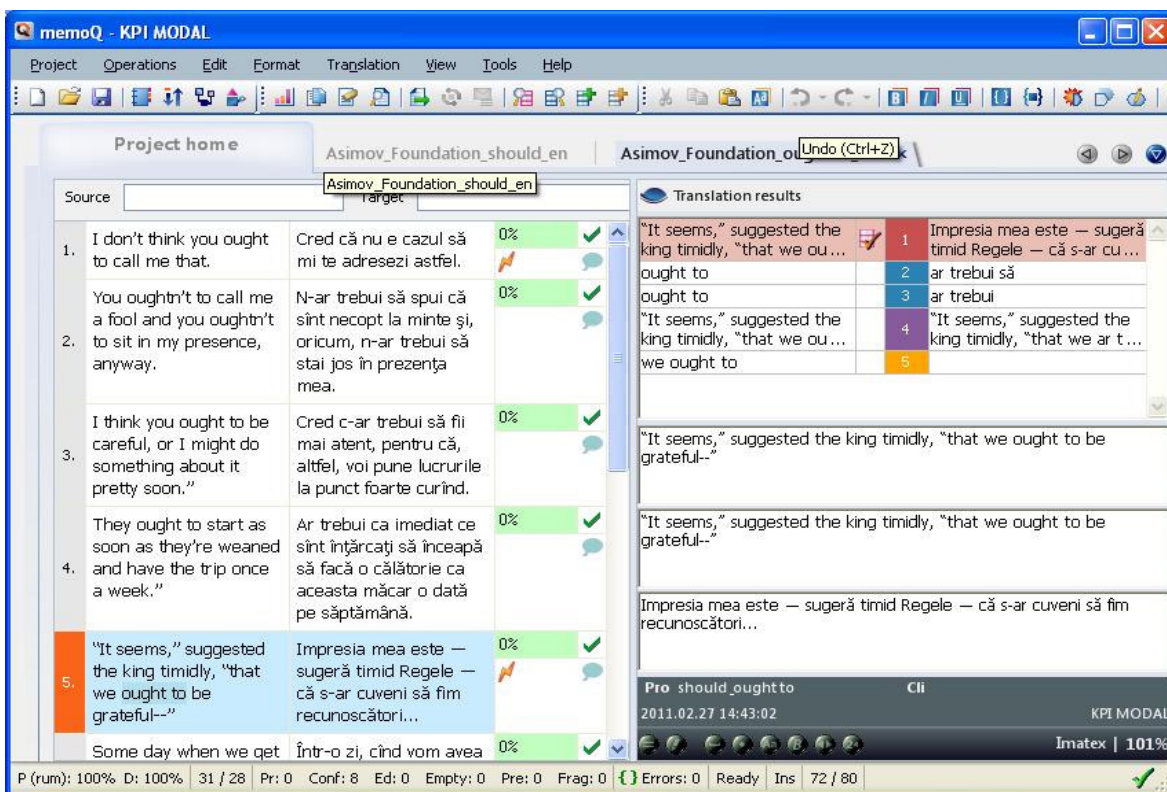 memoQ - KPI MODAL
Project Operations Edit Format Translation View Tools Help
Project home
Asimov_Foundation_should_en
Undo (Ctrl+Z)
Asimov_Foundation_should_en
Source
Target
1.
I don't think you ought
to call me that.
Cred că nu e cazul să
mi te adresezi astfel.
0%
2.
You oughtn't to call me
a fool and you oughtn't
to sit in my presence,
anyway.
N-ar trebui să spui că
sînt necopt la minte şi,
oricum, n-ar trebui să
stai jos în prezenţa
mea.
0%
3.
I think you ought to be
careful, or I might do
something about it
pretty soon.”
Cred c-ar trebui să fii
mai atent, pentru că,
altfel, voi pune lucrurile
la punct foarte curînd.
0%
4.
They ought to start as
soon as they're weaned
and have the trip once
a week.”
Ar trebui ca imediat ce
sînt înţărcaţi să înceapă
să facă o călătorie ca
aceasta măcar o dată
pe săptămână.
0%
5.
“It seems,” suggested
the king timidly, “that
we ought to be
grateful--”
Impresia mea este —
sugeră timid Regele —
că s-ar cuveni să fim
recunoscători...
0%
Some day when we get
Într-o zi, cînd vom avea
0%
Translation results
“It seems,” suggested the
king timidly, “that we ou...
1
Impresia mea este — sugeră
timid Regele — că s-ar cu...
ought to 2 ar trebui să
ought to 3 ar trebui
“It seems,” suggested the
king timidly, “that we ou...
4
“It seems,” suggested the
king timidly, “that we ar t...
we ought to 5
“It seems,” suggested the king timidly, “that we ought to be
grateful--”
“It seems,” suggested the king timidly, “that we ought to be
grateful--”
Impresia mea este — sugeră timid Regele — că s-ar cuveni să fim
recunoscători...
Pro should_oughtto Cli
2011.02.27 14:43:02 KPI MODAL
Imatex | 101%
P (rum): 100% D: 100% 31 / 28 Pr: 0 Conf: 8 Ed: 0 Empty: 0 Pre: 0 Frag: 0 {} Errors: 0 Ready Ins 72 / 80